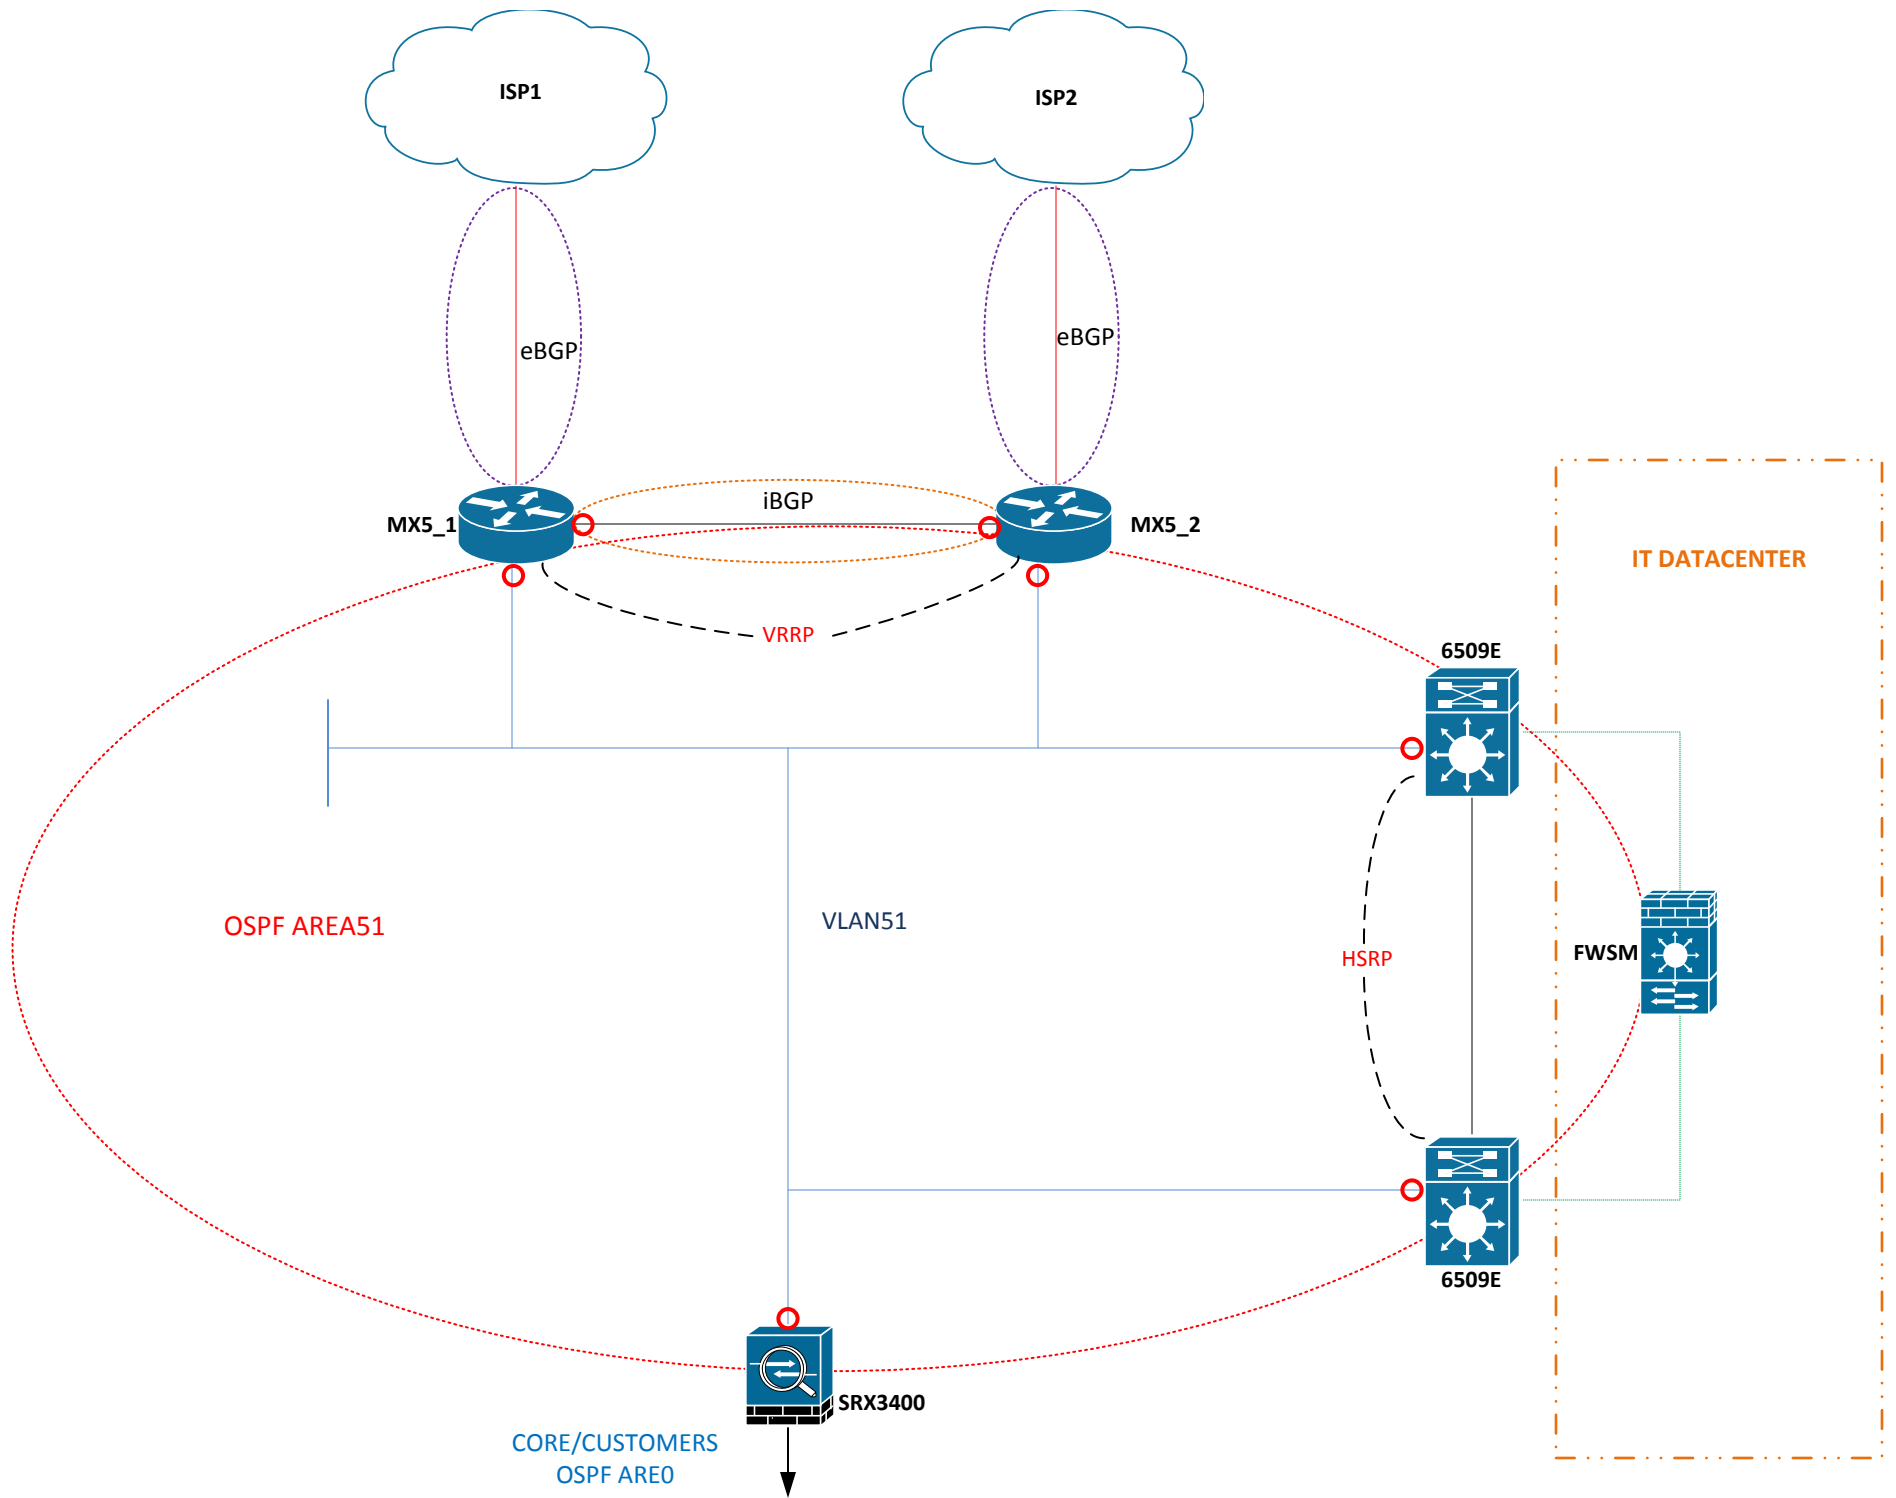 ISP1
ISP2
eBGP
eBGP
iBGP
MX5_1
MX5_2
IT DATACENTER
VRRP
6509E
OSPF AREA51
VLAN51
HSRP
FWSM
6509E
SRX3400
CORE/CUSTOMERS
OSPF ARE0